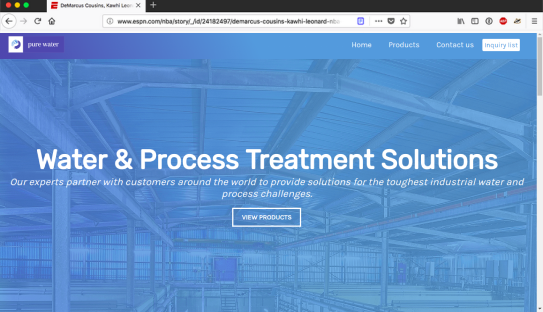 DeMarcus Cousins, Kawhi Leon
www.espn.com/nba/story/_/id/24182497/demarcus-cousins-kawhi-leonard-nba
pure water
Home
Products
Contact us
Inquiry list
Water & Process Treatment Solutions
Our experts partner with customers around the world to provide solutions for the toughest industrial water and
process challenges.
VIEW PRODUCTS